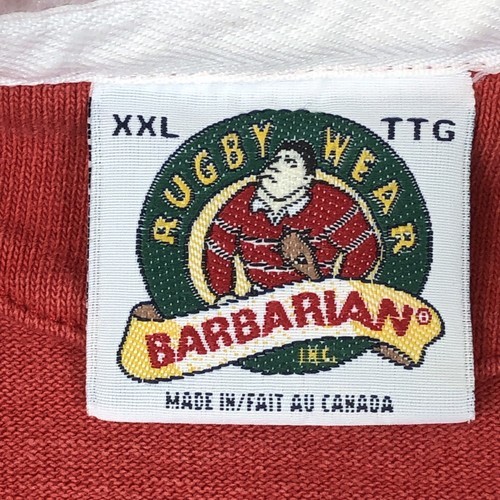 XXL TTG
RUGBY WEAR
BARBARIAN®
INC.
MADE IN/FAIT AU CANADA